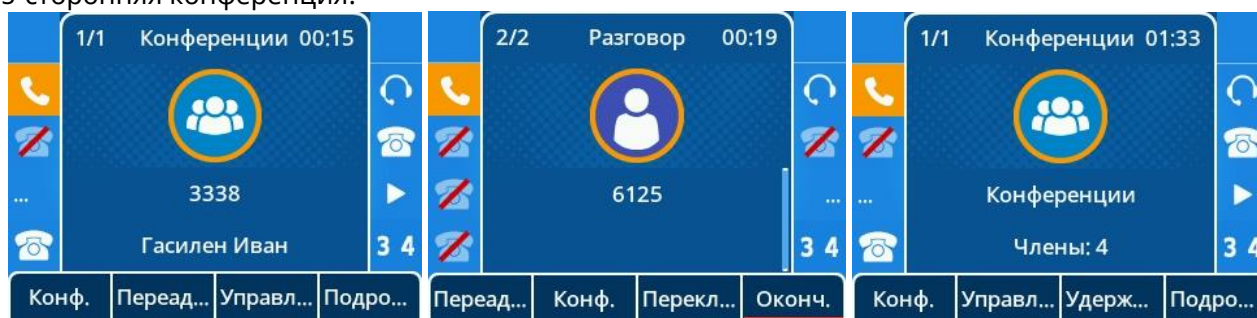 сторонняя конференция.
1/1 Конференции 00:15
3338
...
Гасилен Иван
3 4
Конф. Переад... Управл... Подро...
2/2 Разговор 00:19
6125
...
3 4
Переад... Конф. Перекл... Оконч.
1/1 Конференции 01:33
... Конференции
Члены: 4
3 4
Конф. Управл... Удерж... Подро...